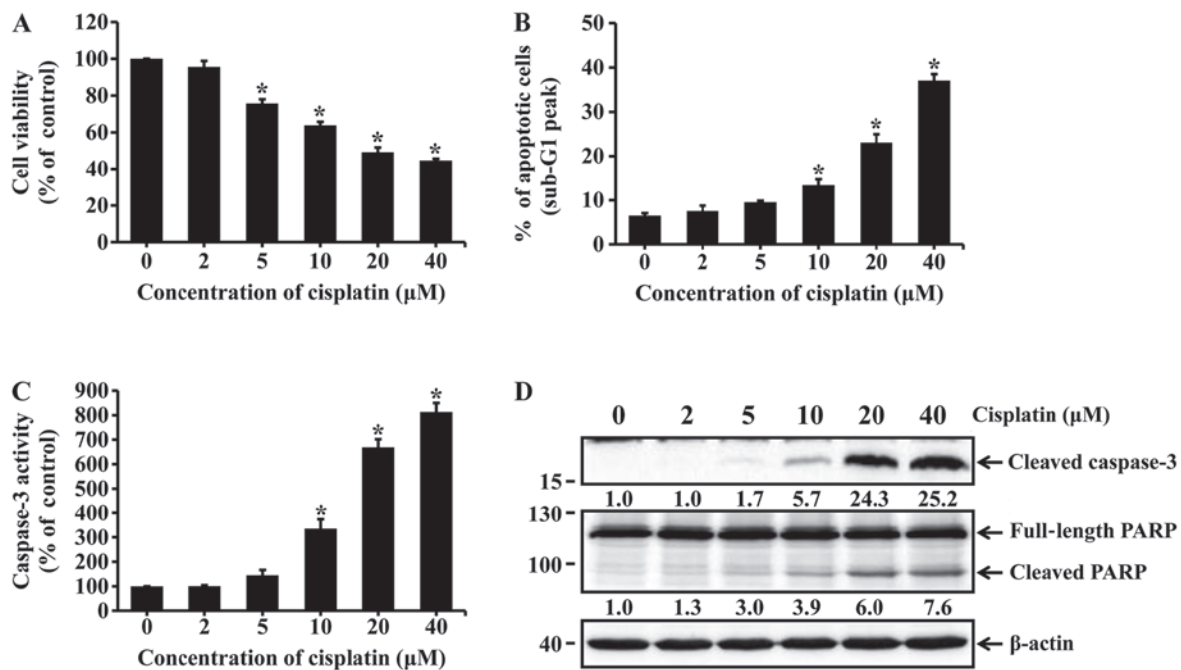 A
Cell viability
(% of control)
120
100
80
60
40
20
0
*
*
*
*
0 2 5 10 20 40
Concentration of cisplatin (µM)
B
% of apoptotic cells
(sub-G1 peak)
50
40
30
20
10
0
*
*
*
0 2 5 10 20 40
Concentration of cisplatin (µM)
C
Caspase-3 activity
(% of control)
900
800
700
600
500
400
300
200
100
0
*
*
*
0 2 5 10 20 40
Concentration of cisplatin (µM)
D
0 2 5 10 20 40 Cisplatin (µM)
Cleaved caspase-3
15
1.0 1.0 1.7 5.7 24.3 25.2
130
Full-length PARP
100
Cleaved PARP
1.0 1.3 3.0 3.9 6.0 7.6
40
β-actin